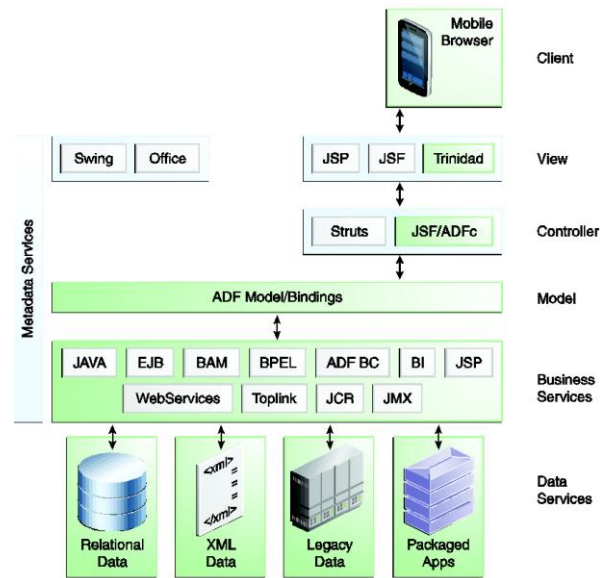 Mobile
Browser
Client
Swing
Office
JSP
JSF
Trinidad
View
Struts
JSF/ADFc
Controller
Metadata Services
ADF Model/Bindings
Model
JAVA
EJB
BAM
BPEL
ADF BC
BI
JSP
WebServices
Toplink
JCR
JMX
Business
Services
<xml>
</xml>
Data
Services
Relational
Data
XML
Data
Legacy
Data
Packaged
Apps